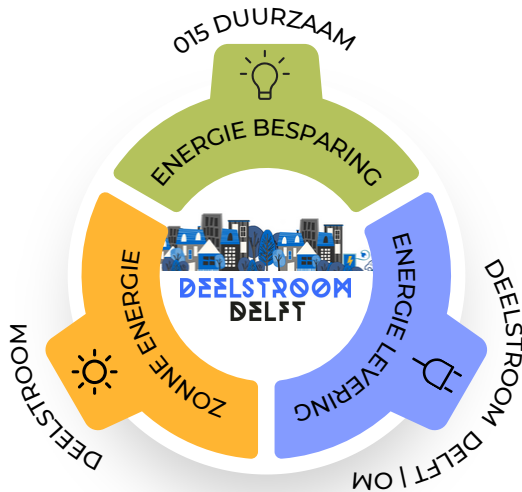 015 DUURZAAM
ENERGIE BESPARING
ZONNE ENERGIE
ENERGIE LEVERING
DEELSTROOM
DELFT
DEELSTROOM
DEELSTROOM DELFT | OM